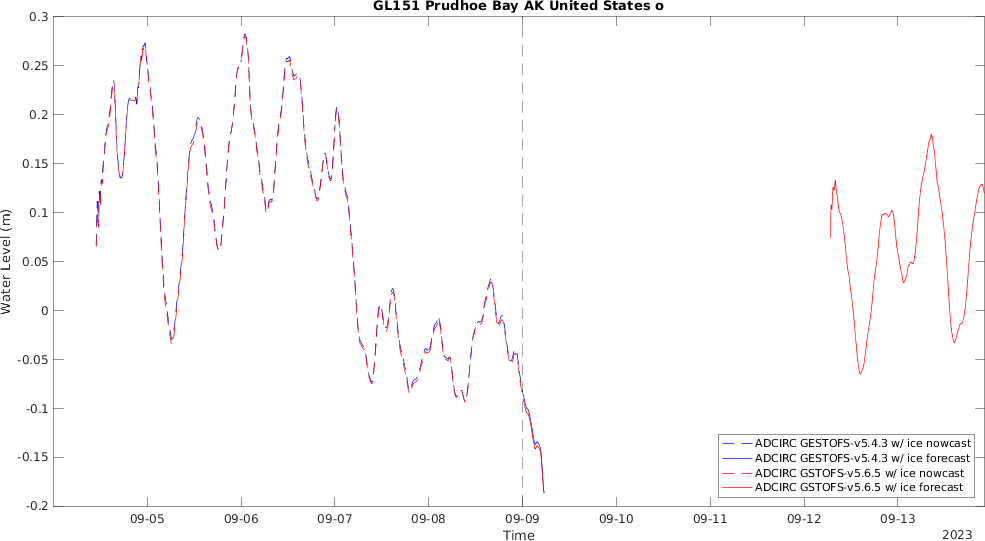 GL151 Prudhoe Bay AK United States o
0.3
0.25
0.2
0.15
0.1
0.05
0
-0.05
-0.1
-0.15
-0.2
Water Level (m)
ADCIRC GESTOFS-v5.4.3 w/ ice nowcast
ADCIRC GESTOFS-v5.4.3 w/ ice forecast
ADCIRC GSTOFS-v5.6.5 w/ ice nowcast
ADCIRC GSTOFS-v5.6.5 w/ ice forecast
09-05 09-06 09-07 09-08 09-09 09-10 09-11 09-12 09-13
Time
2023